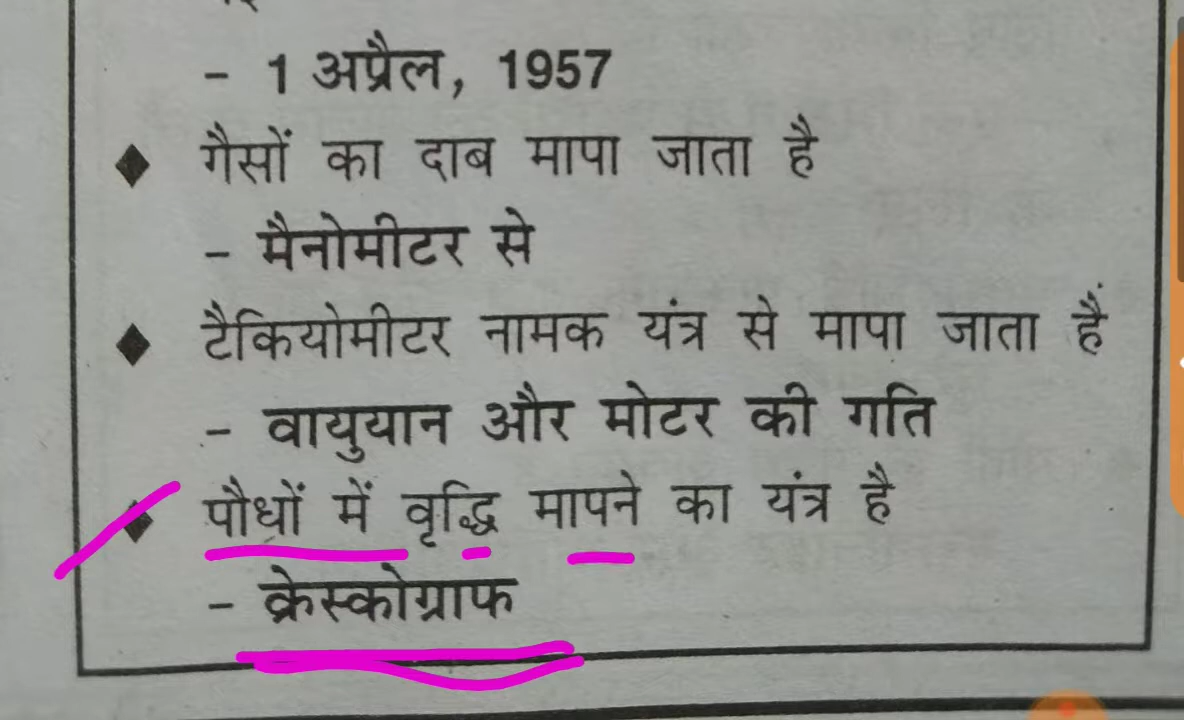 - 1 अप्रैल, 1957
♦ गैसों का दाब मापा जाता है
- मैनोमीटर से
♦ टैकियोमीटर नामक यंत्र से मापा जाता हैं
- वायुयान और मोटर की गति
♦ पौधों में वृद्धि मापने का यंत्र है
- क्रेस्कोग्राफ